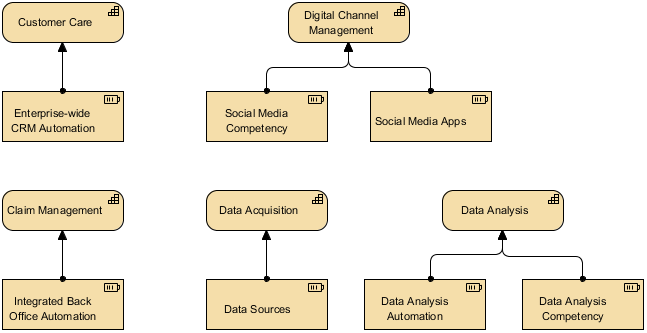 Customer Care
Digital Channel
Management
Enterprise-wide
CRM Automation
Social Media
Competency
Social Media Apps
Claim Management
Data Acquisition
Data Analysis
Integrated Back
Office Automation
Data Sources
Data Analysis
Automation
Data Analysis
Competency